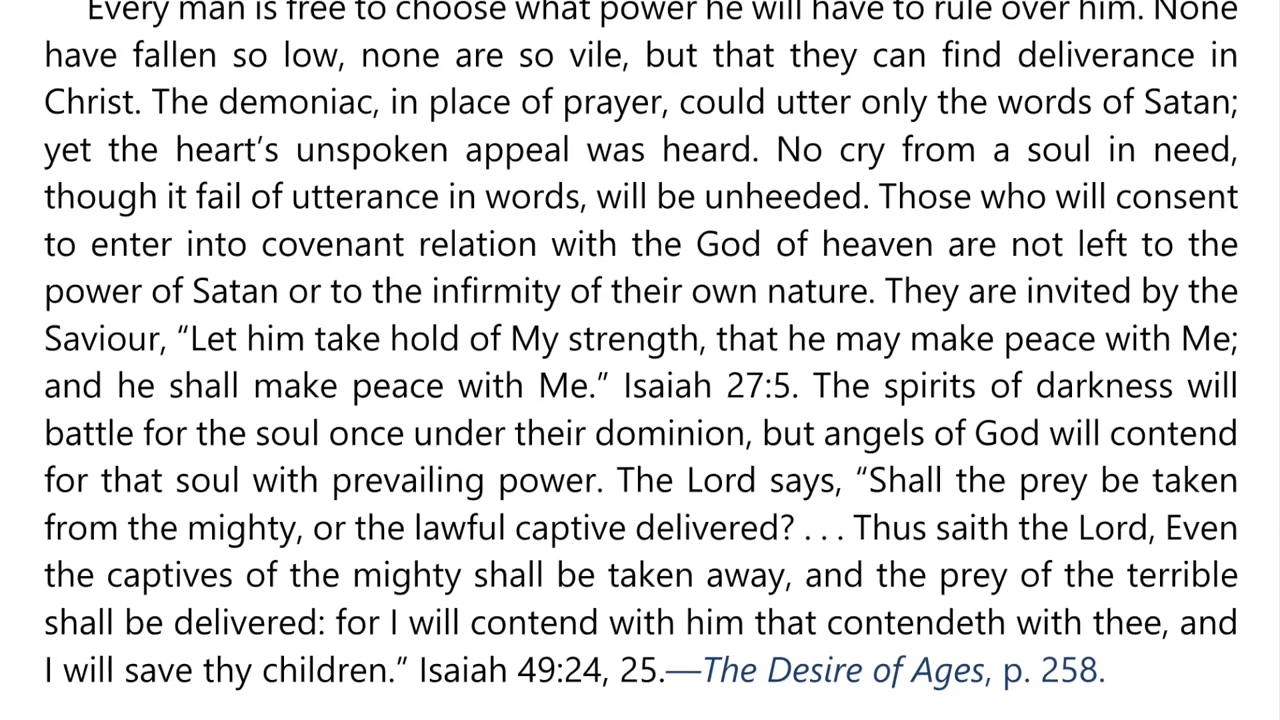 Every man is free to choose what power he will have to rule over him. None
have fallen so low, none are so vile, but that they can find deliverance in
Christ. The demoniac, in place of prayer, could utter only the words of Satan;
yet the heart’s unspoken appeal was heard. No cry from a soul in need,
though it fail of utterance in words, will be unheeded. Those who will consent
to enter into covenant relation with the God of heaven are not left to the
power of Satan or to the infirmity of their own nature. They are invited by the
Saviour, “Let him take hold of My strength, that he may make peace with Me;
and he shall make peace with Me.” Isaiah 27:5. The spirits of darkness will
battle for the soul once under their dominion, but angels of God will contend
for that soul with prevailing power. The Lord says, “Shall the prey be taken
from the mighty, or the lawful captive delivered? . . . Thus saith the Lord, Even
the captives of the mighty shall be taken away, and the prey of the terrible
shall be delivered: for I will contend with him that contendeth with thee, and
I will save thy children.” Isaiah 49:24, 25.—The Desire of Ages, p. 258.